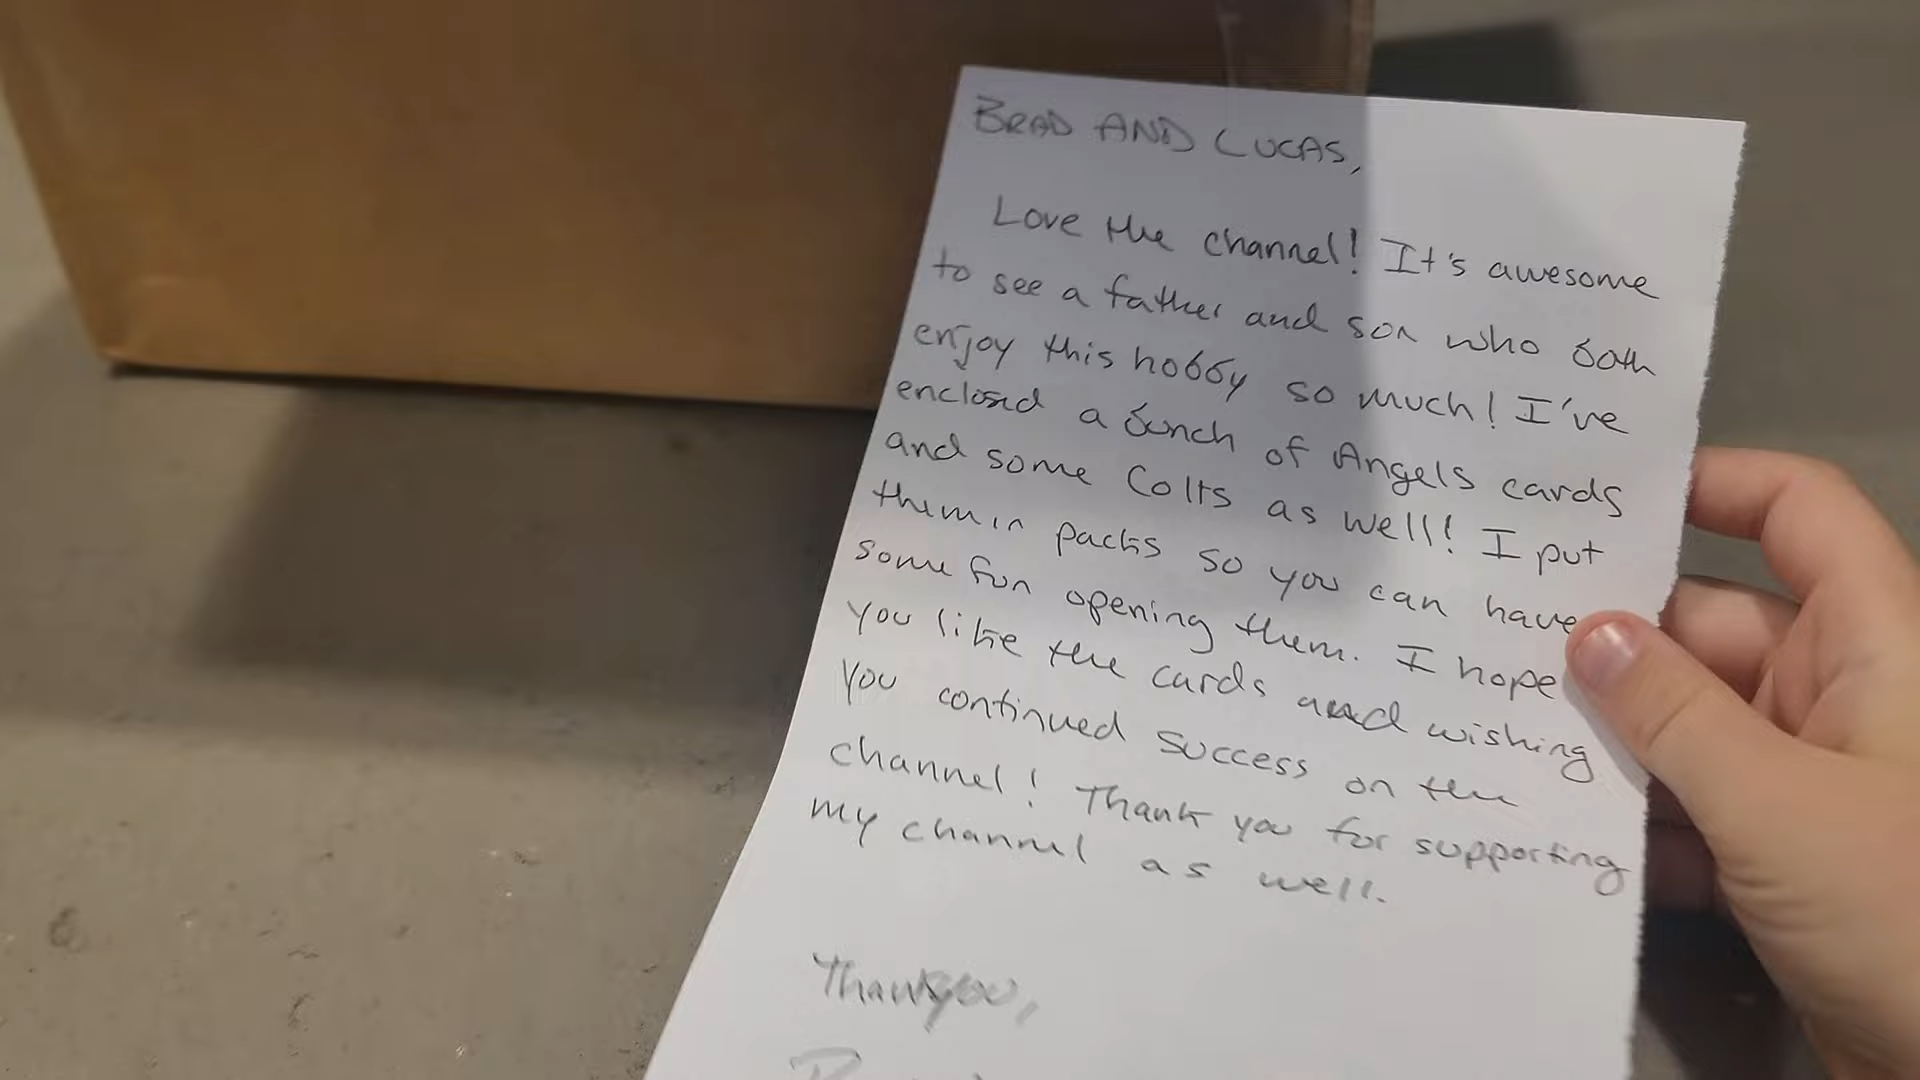 BRAD AND LUCAS,
Love the channel! It's awesome
to see a father and son who both
enjoy this hobby so much! I've
enclosed a bunch of Angels cards
and some Colts as well! I put
them in packs so you can have
some fun opening them. I hope
you like the cards and wishing
you continued success on the
channel! Thank you for supporting
my channel as well.
Thank you,